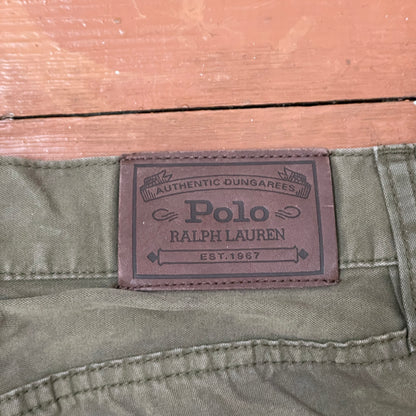 AUTHENTIC DUNGAREES
Polo
RALPH LAUREN
EST. 1967